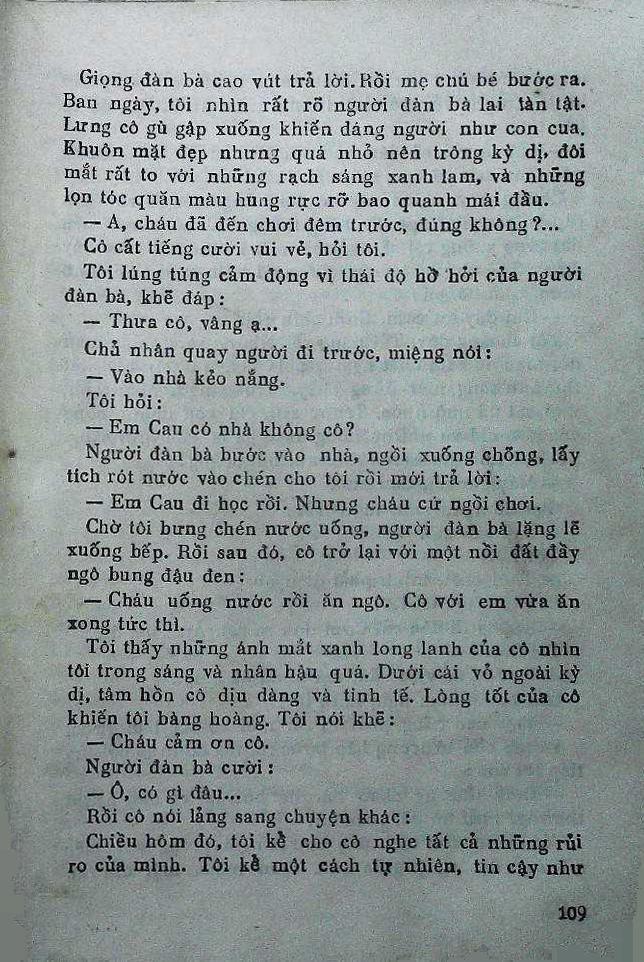 Giọng đàn bà cao vút trả lời. Rồi mẹ chú bé bược ra.
Ban ngày, tôi nhìn rất rõ người đàn bà lai tàn tật.
Lưng cô gù gập xuống khiến dáng người như con cua.
Khuôn mặt đẹp nhưng quá nhỏ nên trông kỳ dị, đôi
mắt rất to với những rạch sáng xanh lam, và những
lọn tóc quăn màu hung rực rỡ bao quanh mái đầu.
— A, cháu đã đến chơi đêm trước, đúng không?...
Cô cất tiếng cười vui vẻ, hỏi tôi.
Tôi lúng túng cảm động vì thái độ hồ hởi của người
đàn bà, khẽ đáp:
— Thưa cô, vâng ạ...
Chủ nhân quay người đi trước, miệng nói:
— Vào nhà kẻo nắng.
Tôi hỏi:
— Em Cau có nhà không cô?
Người đàn bà bước vào nhà, ngồi xuống chõng, lấy
tích rót nước vào chén cho tôi rồi mới trả lời:
— Em Cau đi học rồi. Nhưng cháu cứ ngồi chơi.
Chờ tôi bưng chén nước uống, người đàn bà lặng lẽ
xuống bếp. Rồi sau đó, cô trở lại với một nồi đất đầy
ngô bung đậu đen:
— Cháu uống nước rồi ăn ngô. Cô với em vừa ăn
xong tức thì.
Tôi thấy những ánh mắt xanh long lanh của cô nhìn
tôi trong sáng và nhân hậu quá. Dưới cái vỏ ngoài kỳ
dị, tâm hồn cô dịu dàng và tinh tế. Lòng tốt của cô
khiến tôi bàng hoàng. Tôi nói khẽ:
— Cháu cảm ơn cô.
Người đàn bà cười:
— Ô, có gì đâu...
Rồi cô nói lảng sang chuyện khác:
Chiều hôm đó, tôi kể cho cô nghe tất cả những rủi
ro của mình. Tôi kể một cách tự nhiên, tin cậy như
109